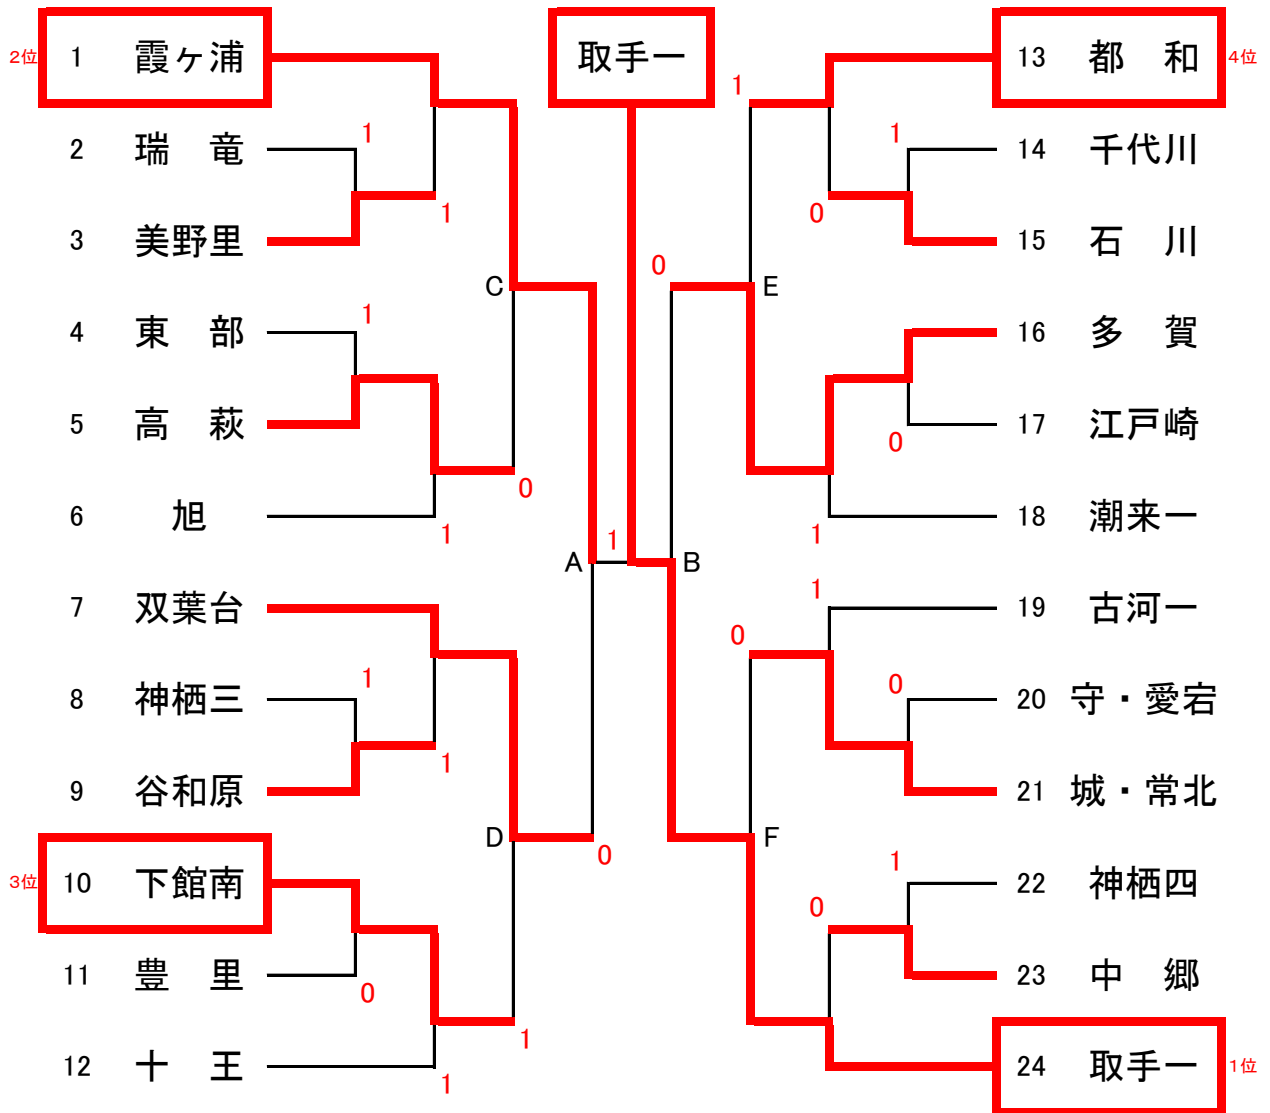 2位 1 霞ヶ浦
2 瑞 竜
1
3 美野里
1
4 東 部
1
5 高 萩
0
6 旭
1
C
7 双葉台
8 神栖三
1
9 谷和原
1
D
3位 10 下館南
11 豊 里
0
12 十 王
1
1
A
0
1
取手一
B
0
1
E
13 都 和 4位
14 千代川
1
0
15 石 川
16 多 賀
17 江戸崎
0
18 潮来一
1
19 古河一
1
0
20 守・愛宕
0
21 城・常北
F
22 神栖四
1
0
23 中 郷
24 取手一 1位